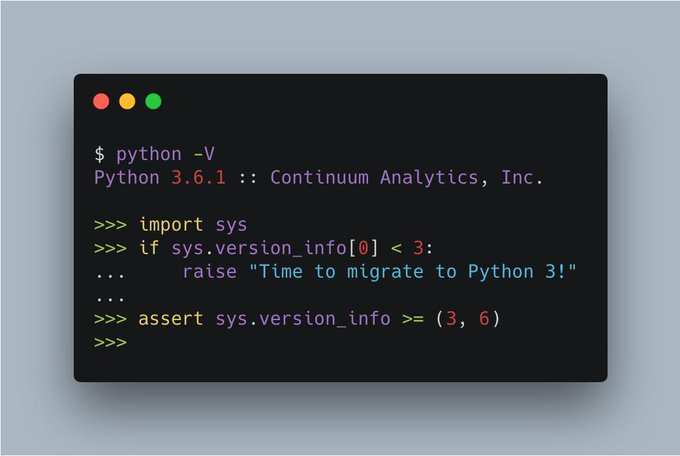 $ python -V
Python 3.6.1 :: Continuum Analytics, Inc.

>>> import sys
>>> if sys.version_info[0] < 3:
...     raise "Time to migrate to Python 3!"
...
>>> assert sys.version_info >= (3, 6)
>>>